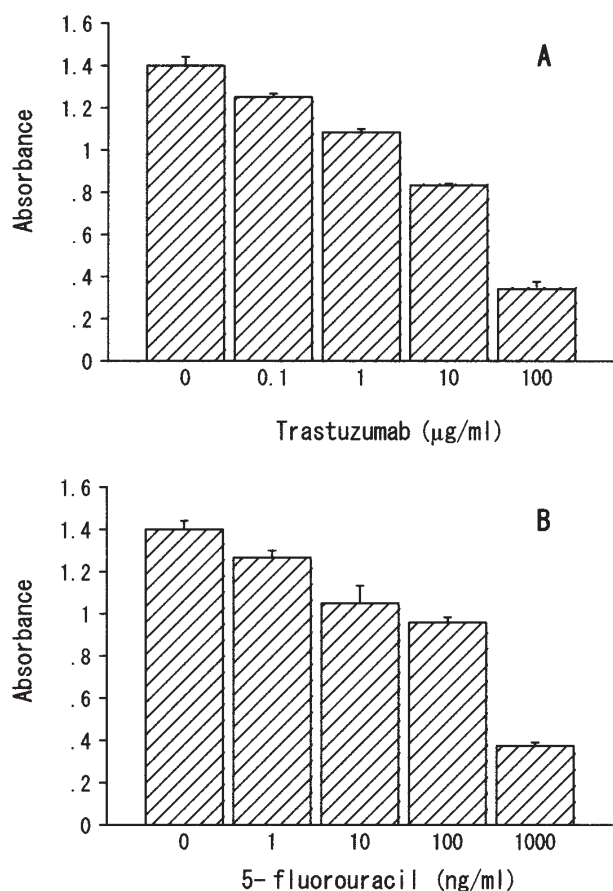 A
1.6
1.4
1.2
1
.8
.6
.4
.2
0
Absorbance
0 0.1 1 10 100
Trastuzumab (μg/ml)
B
1.6
1.4
1.2
1
.8
.6
.4
.2
0
Absorbance
0 1 10 100 1000
5-fluorouracil (ng/ml)